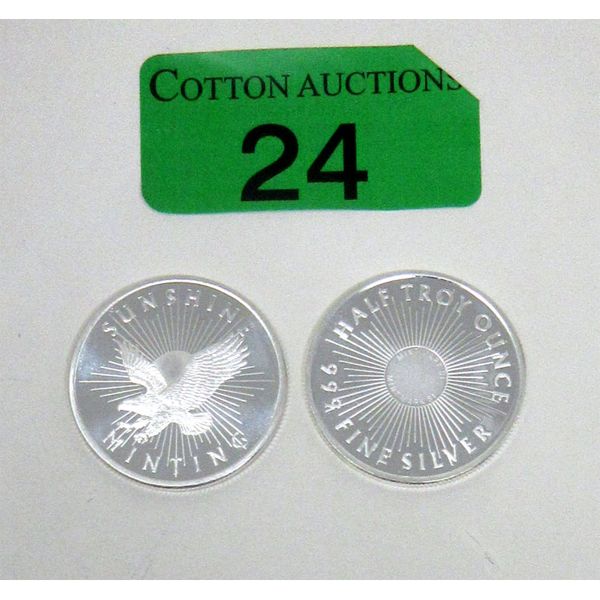 COTTON AUCTIONS
24
SUNSHINE
MINTING
HALF TROY OUNCE
999 FINE SILVER